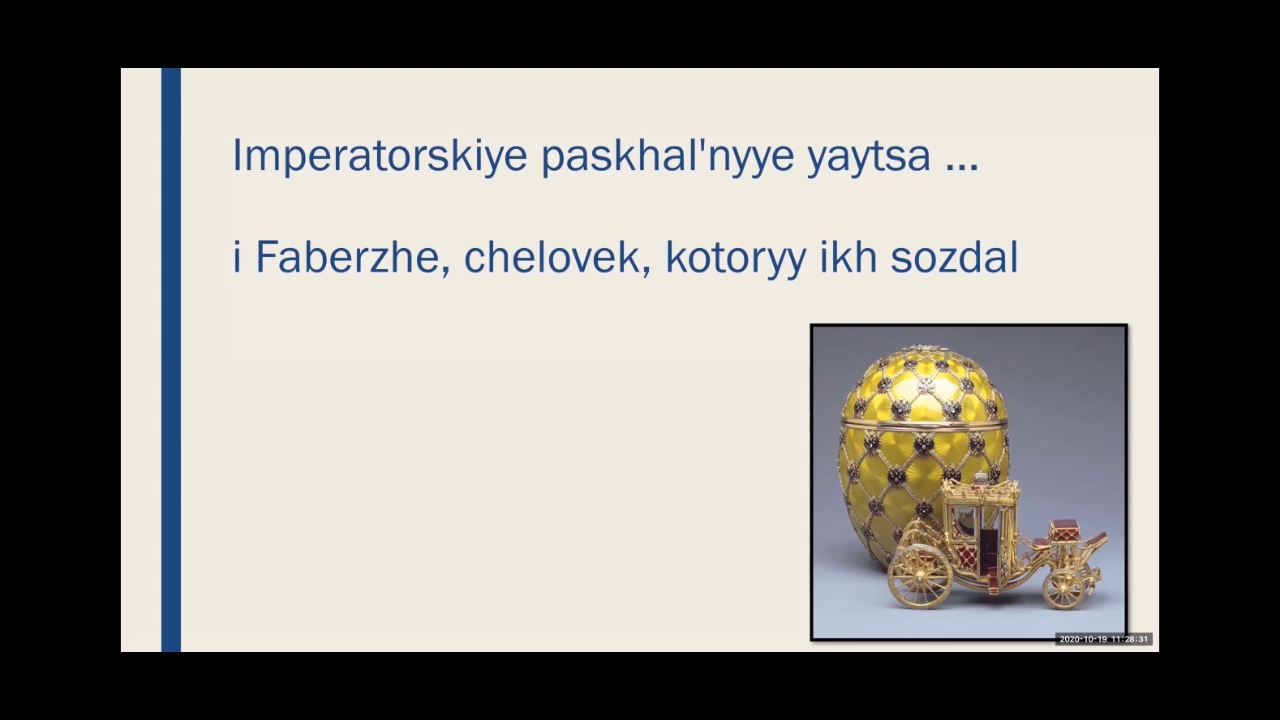 Imperatorskiye paskhal'nyye yaytsa ...
i Faberzhe, chelovek, kotoryy ikh sozdal
2020-10-19 11:28:31